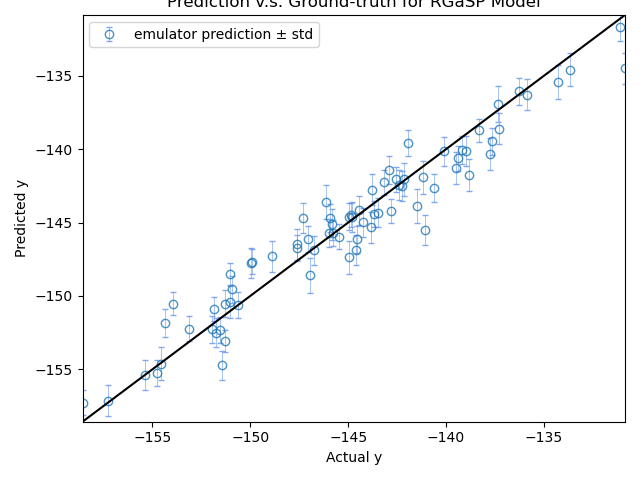 Prediction v.s. Ground-truth for RGaSP Model
emulator prediction ± std
Predicted y
−135
−140
−145
−150
−155
−155
−150
−145
−140
−135
Actual y